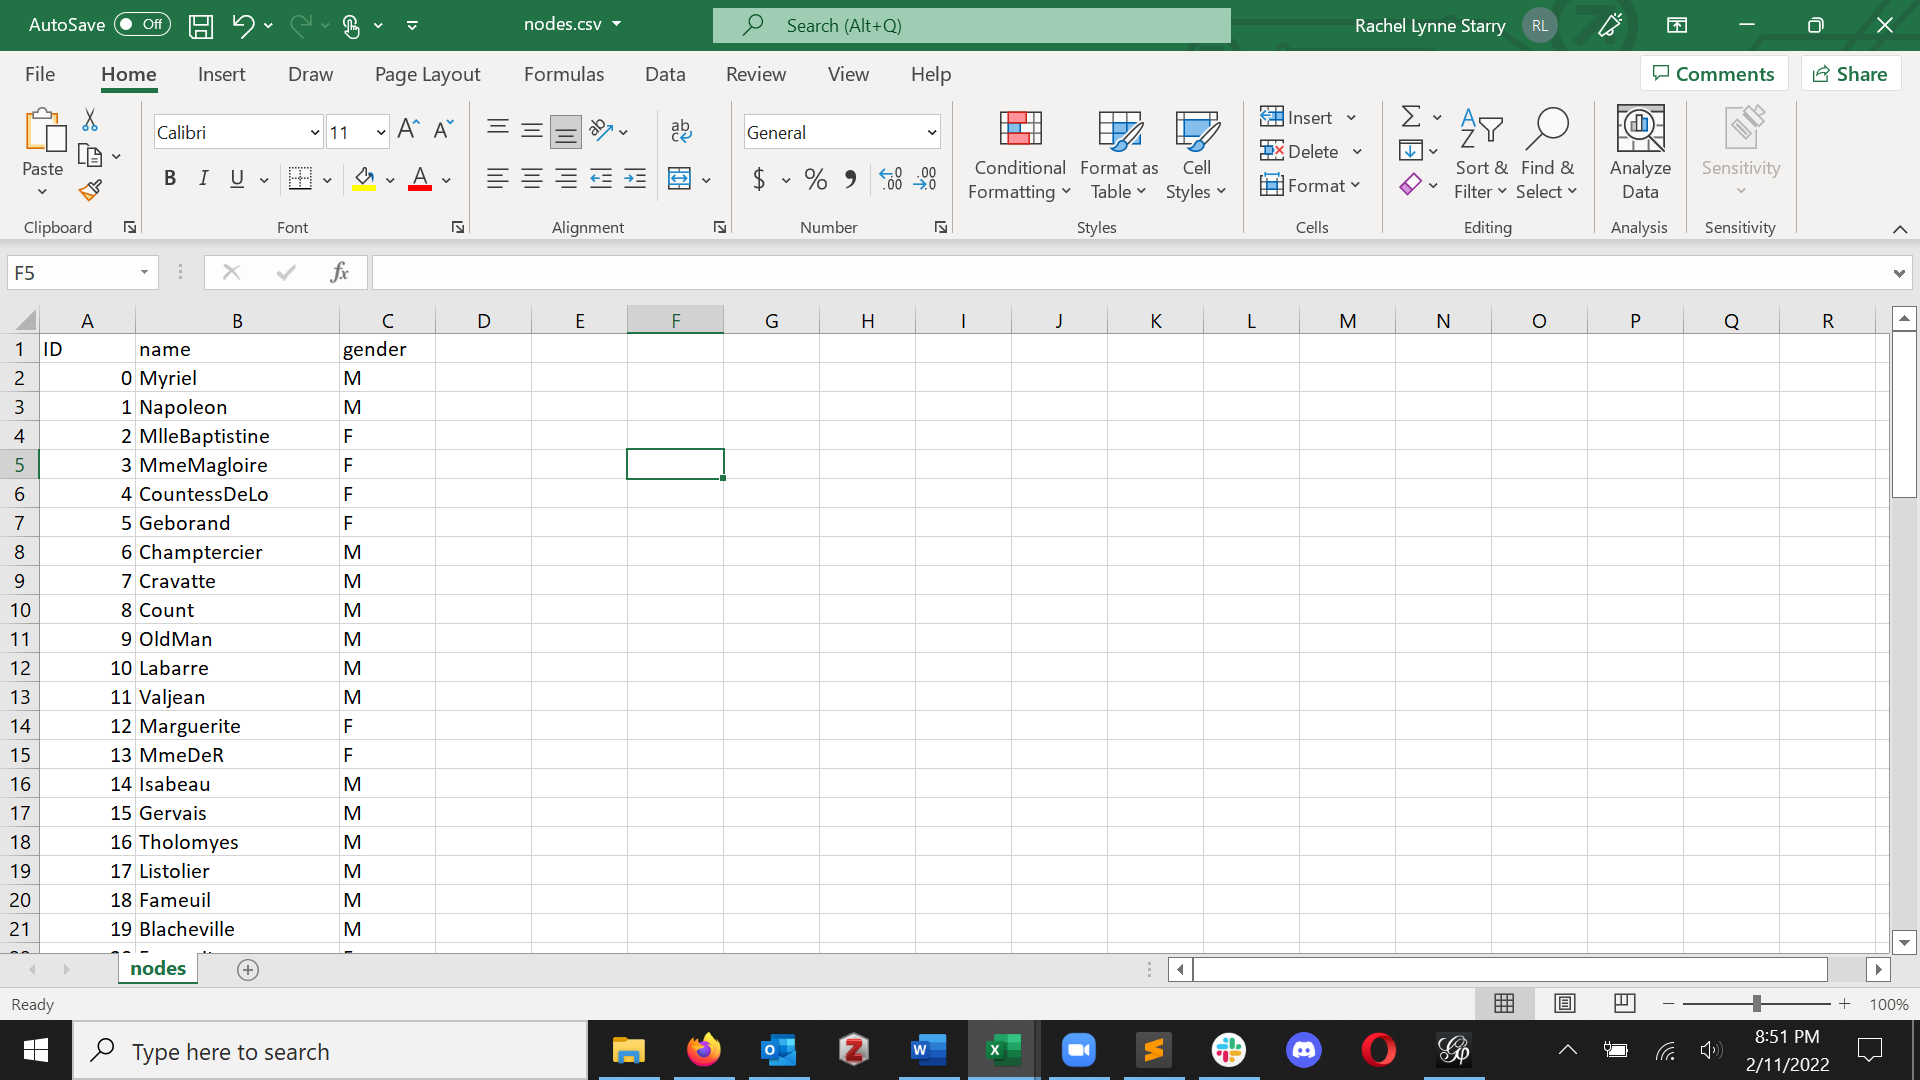 AutoSave Off nodes.csv Search (Alt+Q) Rachel Lynne Starry RL
File Home Insert Draw Page Layout Formulas Data Review View Help Comments Share
Calibri 11 General
Paste B I U $ % Conditional Formatting Format as Table Cell Styles Insert Delete Format Sort & Filter Find & Select Analyze Data Sensitivity
Clipboard Font Alignment Number Styles Cells Editing Analysis Sensitivity
F5 fx
A B C D E F G H I J K L M N O P Q R
1 ID name gender
2 0 Myriel M
3 1 Napoleon M
4 2 MlleBaptistine F
5 3 MmeMagloire F
6 4 CountessDeLo F
7 5 Geborand F
8 6 Champtercier M
9 7 Cravatte M
10 8 Count M
11 9 OldMan M
12 10 Labarre M
13 11 Valjean M
14 12 Marguerite F
15 13 MmeDeR F
16 14 Isabeau M
17 15 Gervais M
18 16 Tholomyes M
19 17 Listolier M
20 18 Fameuil M
21 19 Blacheville M
nodes
Ready 100%
Type here to search 8:51 PM
2/11/2022